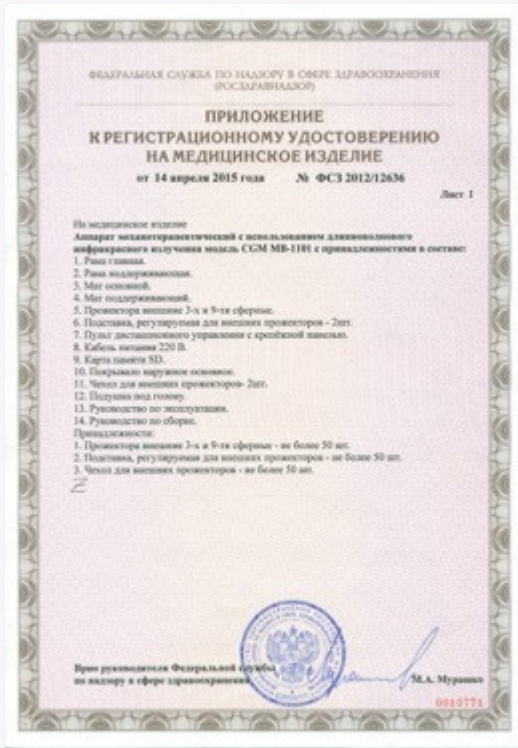 ФЕДЕРАЛЬНАЯ СЛУЖБА ПО НАДЗОРУ В СФЕРЕ ЗДРАВООХРАНЕНИЯ
(РОСЗДРАВНАДЗОР)
ПРИЛОЖЕНИЕ
К РЕГИСТРАЦИОННОМУ УДОСТОВЕРЕНИЮ
НА МЕДИЦИНСКОЕ ИЗДЕЛИЕ
от 14 апреля 2015 года № ФСЗ 2012/12636
Лист 1
На медицинское изделие
Аппарат механотерапевтический с использованием длинноволнового
инфракрасного излучения модель CGM MB-1101 с принадлежностями в составе:
1. Рама главная.
2. Рама поддерживающая.
3. Мат основной.
4. Мат поддерживающий.
5. Прожектора внешние 3-х и 9-ти сферные.
6. Подставка, регулируемая для внешних прожекторов - 2шт.
7. Пульт дистанционного управления с крепёжной панелью.
8. Кабель питания 220 В.
9. Карта памяти SD.
10. Покрывало наружное основное.
11. Чехол для внешних прожекторов- 2шт.
12. Подушка под голову.
13. Руководство по эксплуатации.
14. Руководство по сборке.
Принадлежности:
1. Прожектора внешние 3-х и 9-ти сферные - не более 50 шт.
2. Подставка, регулируемая для внешних прожекторов - не более 50 шт.
3. Чехол для внешних прожекторов - не более 50 шт.
Врио руководителя Федеральной службы
по надзору в сфере здравоохранения
М.А. Мурашко
0010771